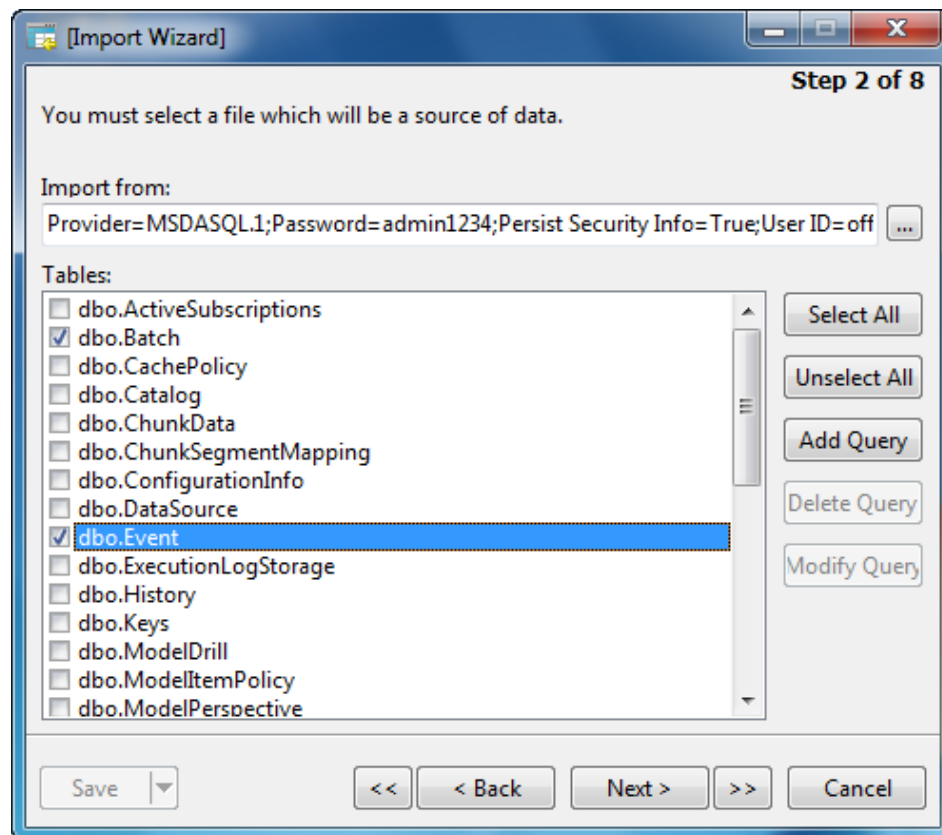 [Import Wizard]
Step 2 of 8
You must select a file which will be a source of data.
Import from:
Provider=MSDASQL.1;Password=admin1234;Persist Security Info=True;User ID=off
...
Tables:
dbo.ActiveSubscriptions
dbo.Batch
dbo.CachePolicy
dbo.Catalog
dbo.ChunkData
dbo.ChunkSegmentMapping
dbo.ConfigurationInfo
dbo.DataSource
dbo.Event
dbo.ExecutionLogStorage
dbo.History
dbo.Keys
dbo.ModelDrill
dbo.ModelItemPolicy
dbo.ModelPerspective
Select All
Unselect All
Add Query
Delete Query
Modify Query
Save
<<
< Back
Next >
>>
Cancel